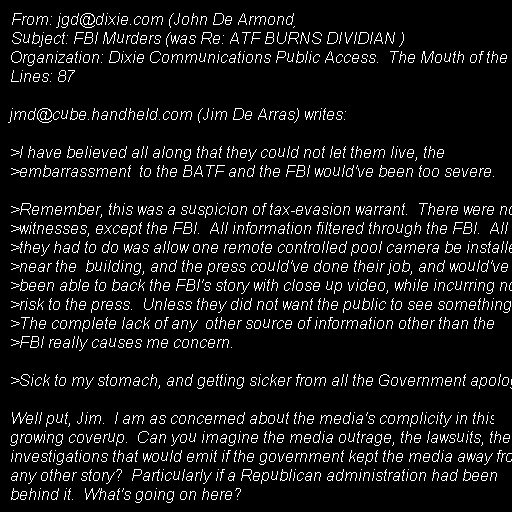 From: jgd@dixie.com (John De Armond
Subject: FBI Murders (was Re: ATF BURNS DIVIDIAN )
Organization: Dixie Communications Public Access.  The Mouth of the
Lines: 87

jmd@cube.handheld.com (Jim De Arras) writes:

>I have believed all along that they could not let them live, the
>embarrassment  to the BATF and the FBI would've been too severe.

>Remember, this was a suspicion of tax-evasion warrant.  There were no
>witnesses, except the FBI.  All information filtered through the FBI.  All
>they had to do was allow one remote controlled pool camera be installe
>near the  building, and the press could've done their job, and would've
>been able to back the FBI's story with close up video, while incurring no
>risk to the press.  Unless they did not want the public to see something
>The complete lack of any  other source of information other than the
>FBI really causes me concern.

>Sick to my stomach, and getting sicker from all the Government apolog

Well put, Jim.  I am as concerned about the media's complicity in this
growing coverup.  Can you imagine the media outrage, the lawsuits, the
investigations that would emit if the government kept the media away fro
any other story?  Particularly if a Republican administration had been
behind it.  What's going on here?